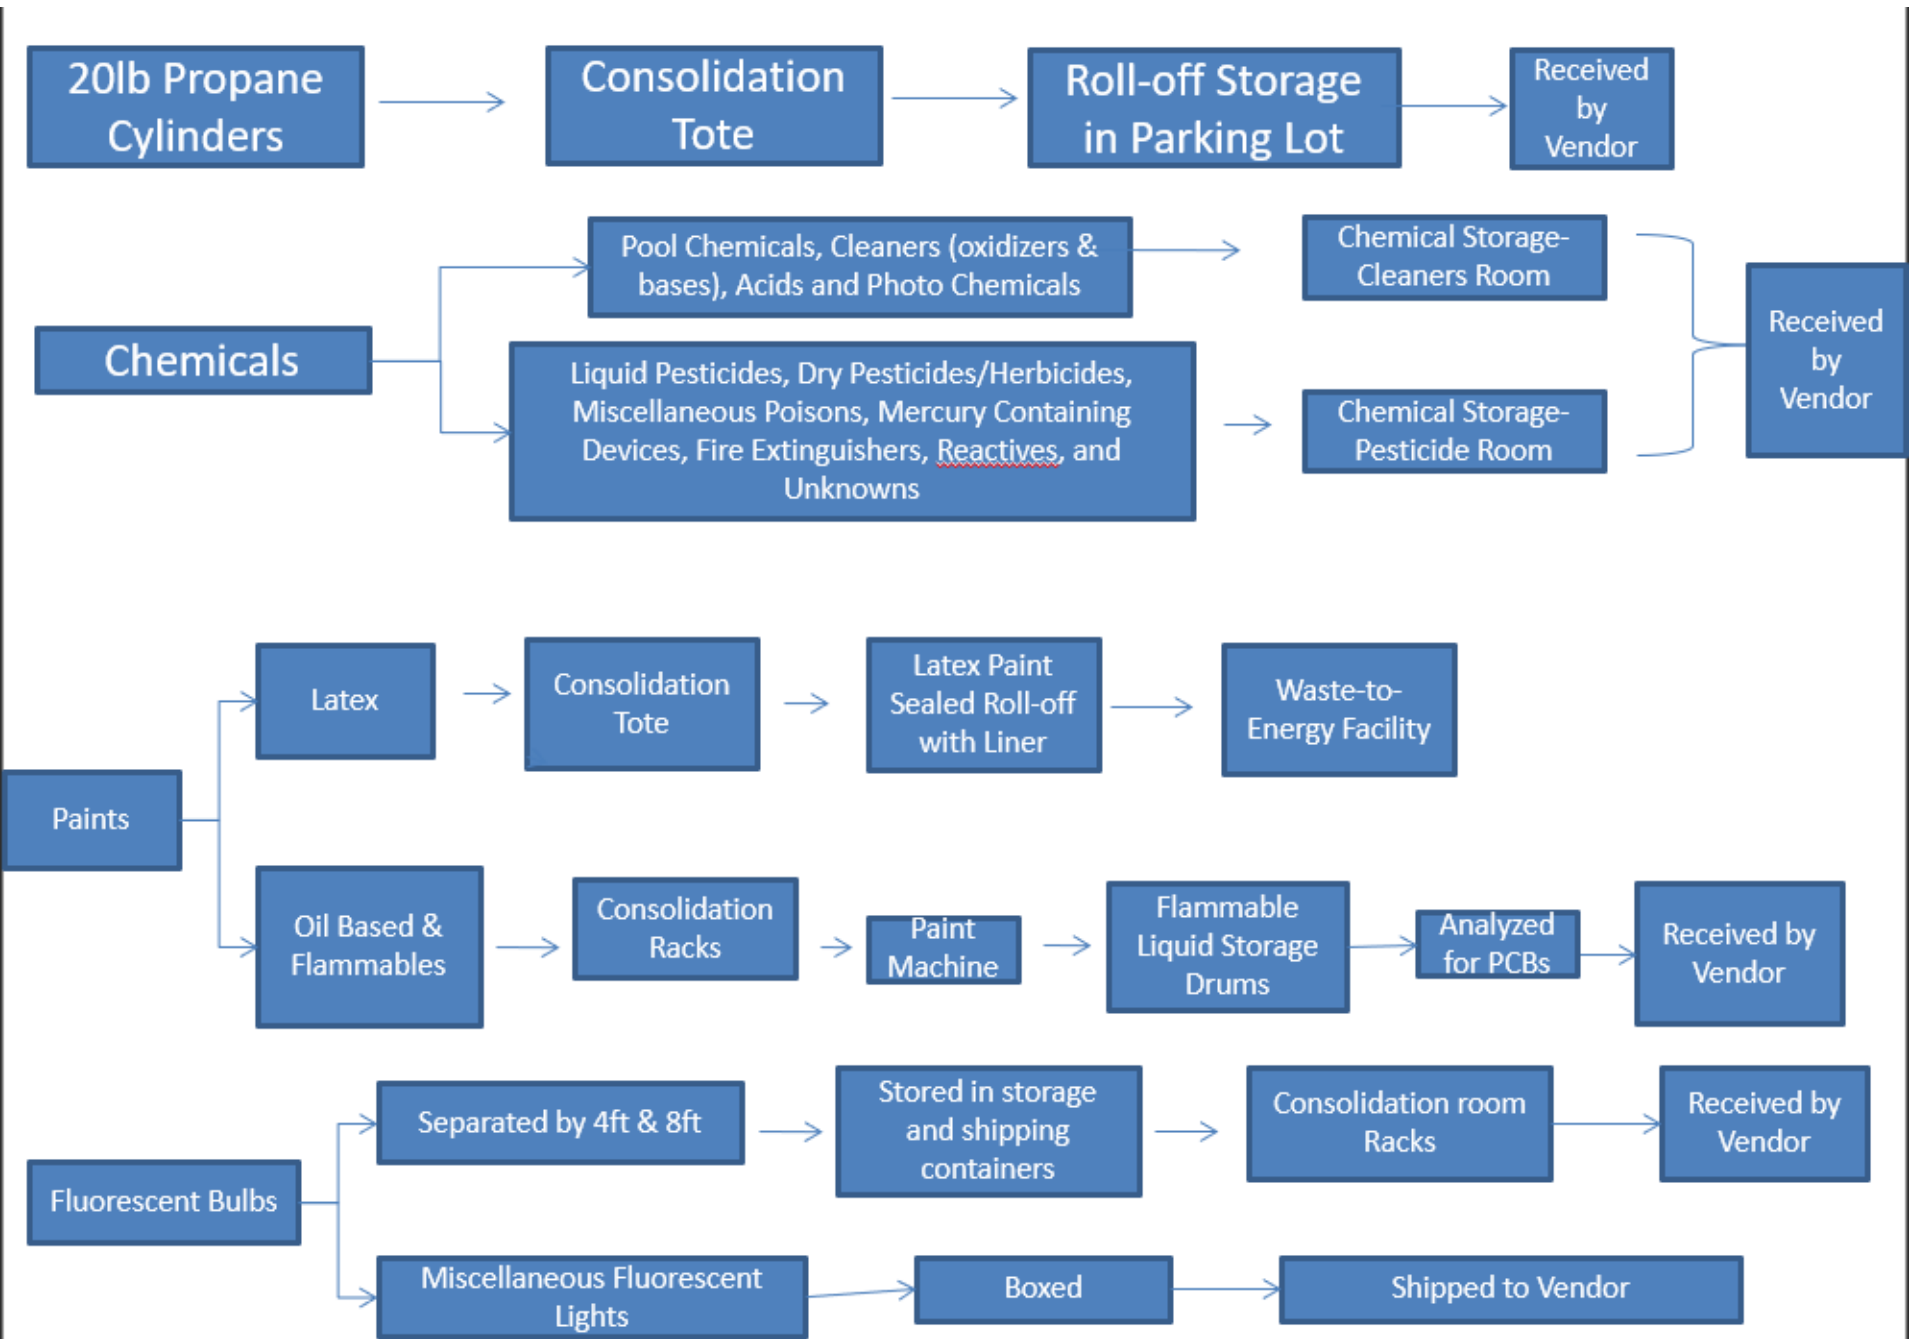 20lb Propane
Cylinders
Consolidation
Tote
Roll-off Storage
in Parking Lot
Received
by
Vendor
Chemicals
Pool Chemicals, Cleaners (oxidizers &
bases), Acids and Photo Chemicals
Chemical Storage-
Cleaners Room
Liquid Pesticides, Dry Pesticides/Herbicides,
Miscellaneous Poisons, Mercury Containing
Devices, Fire Extinguishers, Reactives, and
Unknowns
Chemical Storage-
Pesticide Room
Received
by
Vendor
Paints
Latex
Consolidation
Tote
Latex Paint
Sealed Roll-off
with Liner
Waste-to-
Energy Facility
Oil Based &
Flammables
Consolidation
Racks
Paint
Machine
Flammable
Liquid Storage
Drums
Analyzed
for PCBs
Received by
Vendor
Fluorescent Bulbs
Separated by 4ft & 8ft
Stored in storage
and shipping
containers
Consolidation room
Racks
Received by
Vendor
Miscellaneous Fluorescent
Lights
Boxed
Shipped to Vendor